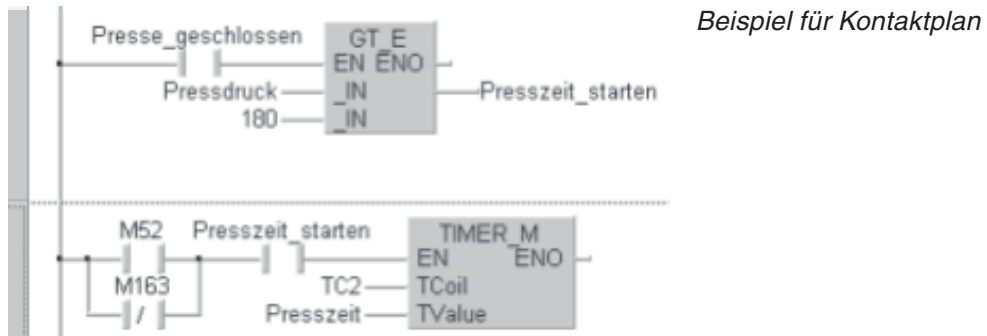 Beispiel für Kontaktplan
Presse_geschlossen
GT_E
EN ENO
Pressdruck
_IN
Presszeit_starten
180
_IN
M52
Presszeit_starten
TIMER_M
EN ENO
M163
TC2
TCoil
/
Presszeit
TValue